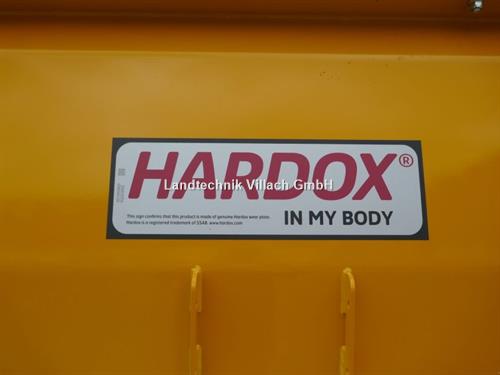 HARDOX®
Landtechnik Villach GmbH
IN MY BODY
This sign confirms that this product is made of genuine Hardox wear plate.
Hardox is a registered trademark of SSAB. www.hardox.com